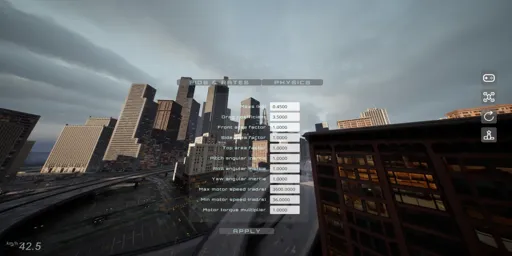 PIDS & RATES PHYSICS
0.4500
3.5000
Front area factor 1.0000
Side area factor 1.0000
Top area factor 1.0000
Pitch angular inertia 1.0000
Roll angular inertia 1.0000
Yaw angular inertia 1.0000
Max motor speed (rad/s)
Min motor speed (rad/s) 36.0000
Motor torque multiplier 1.0000
APPLY
km/h 42.5